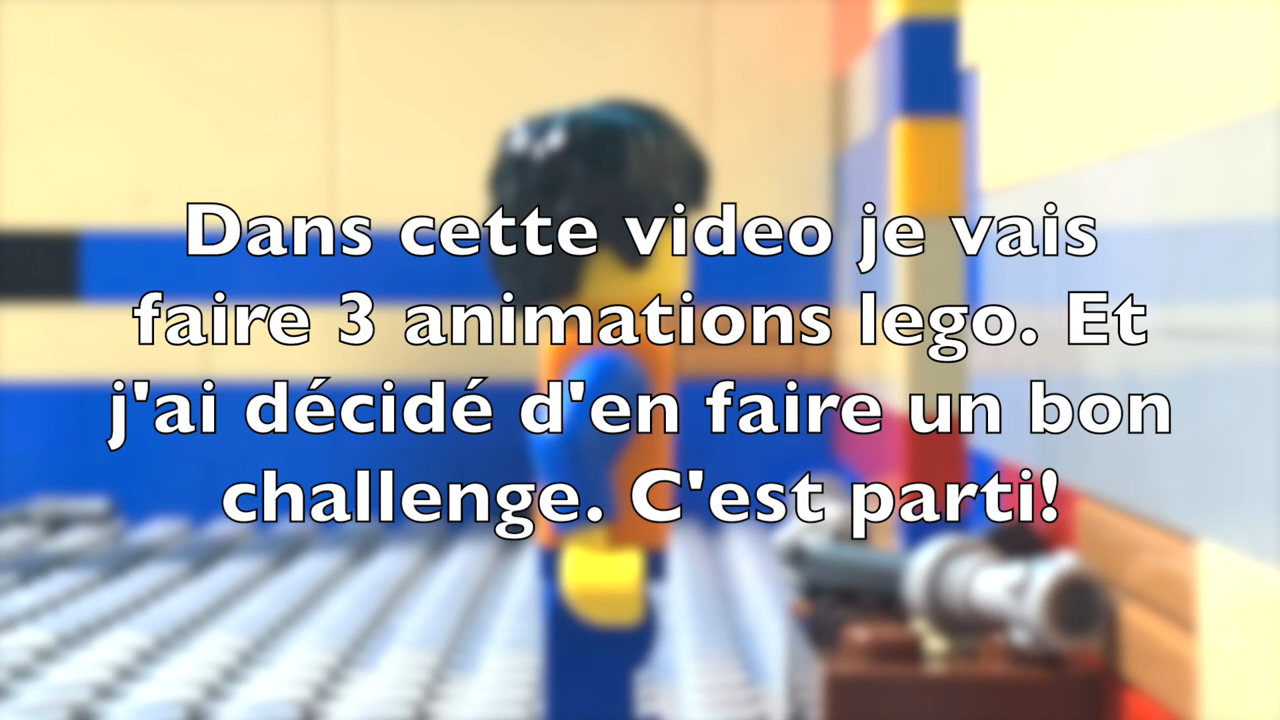 Dans cette video je vais
faire 3 animations lego. Et
j'ai décidé d'en faire un bon
challenge. C'est parti!